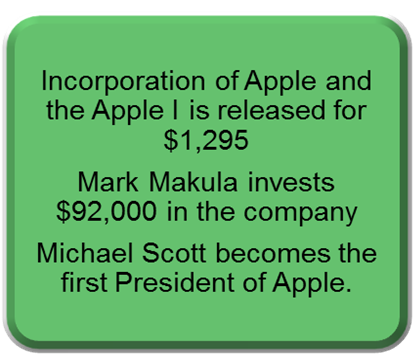 Incorporation of Apple and
the Apple I is released for
$1,295
Mark Makula invests
$92,000 in the company
Michael Scott becomes the
first President of Apple.